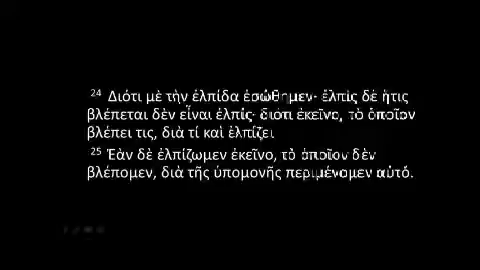 24 Διότι μὲ τὴν ἐλπίδα ἐσώθημεν· ἐλπὶς δὲ ἥτις
βλέπεται δὲν εἶναι ἐλπίς· διότι ἐκεῖνο, τὸ ὁποῖον
βλέπει τις, διὰ τί καὶ ἐλπίζει
25 Ἐὰν δὲ ἐλπίζωμεν ἐκεῖνο, τὸ ὁποῖον δὲν
βλέπομεν, διὰ τῆς ὑπομονῆς περιμένομεν αὐτό.